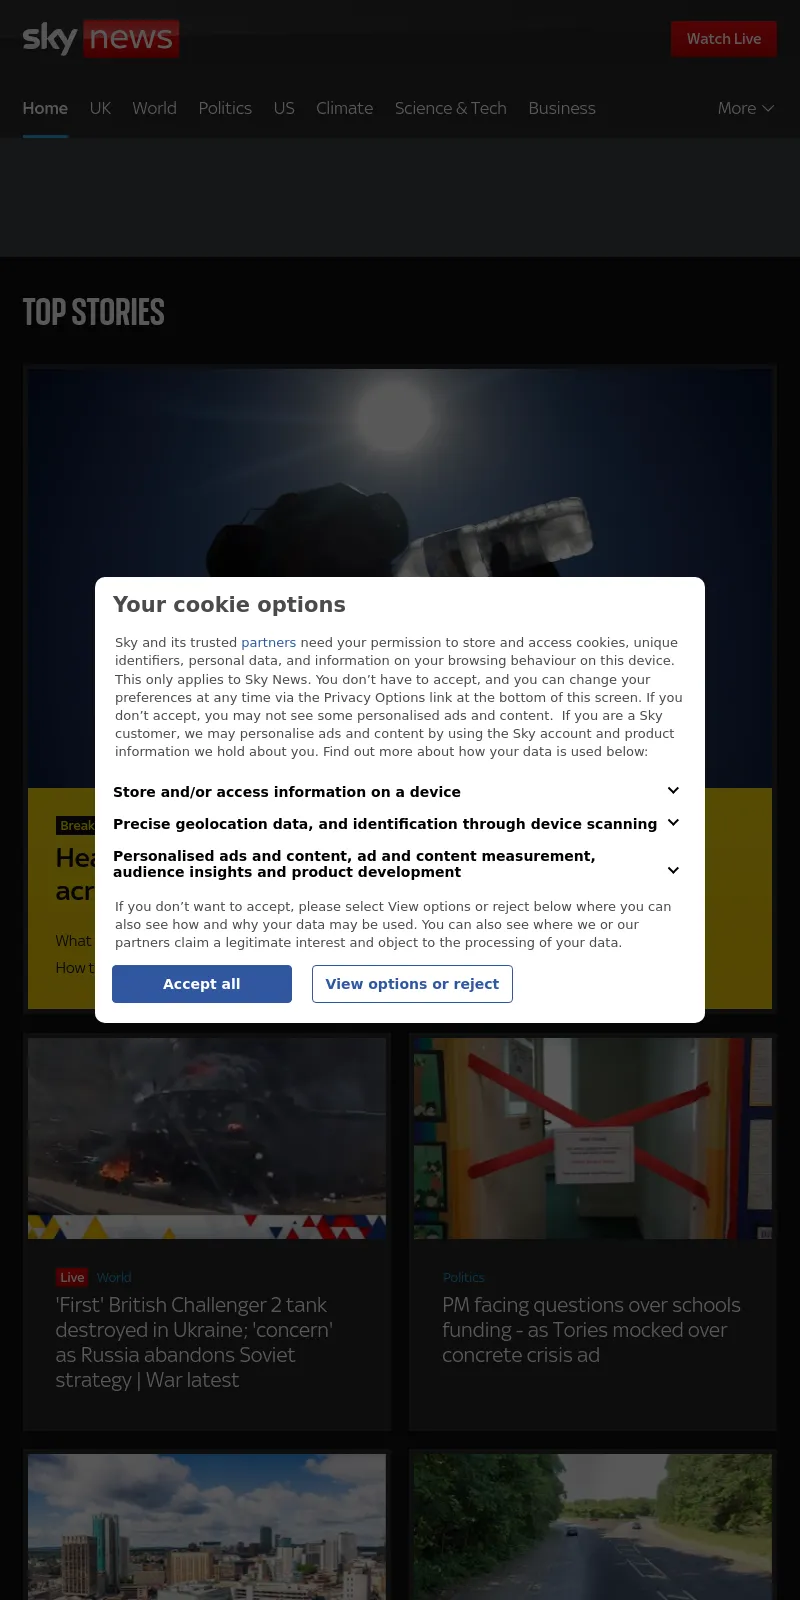 sky news
Watch Live
Home UK World Politics US Climate Science & Tech Business More
TOP STORIES
Your cookie options
Sky and its trusted partners need your permission to store and access cookies, unique
identifiers, personal data, and information on your browsing behaviour on this device.
This only applies to Sky News. You don’t have to accept, and you can change your
preferences at any time via the Privacy Options link at the bottom of this screen. If you
don’t accept, you may not see some personalised ads and content.  If you are a Sky
customer, we may personalise ads and content by using the Sky account and product
information we hold about you. Find out more about how your data is used below:
Store and/or access information on a device
Precise geolocation data, and identification through device scanning
Personalised ads and content, ad and content measurement,
audience insights and product development
If you don’t want to accept, please select View options or reject below where you can
also see how and why your data may be used. You can also see where we or our
partners claim a legitimate interest and object to the processing of your data.
Accept all
View options or reject
Break
Hea
acr
What
How t
Live World
'First' British Challenger 2 tank
destroyed in Ukraine; 'concern'
as Russia abandons Soviet
strategy | War latest
Politics
PM facing questions over schools
funding - as Tories mocked over
concrete crisis ad